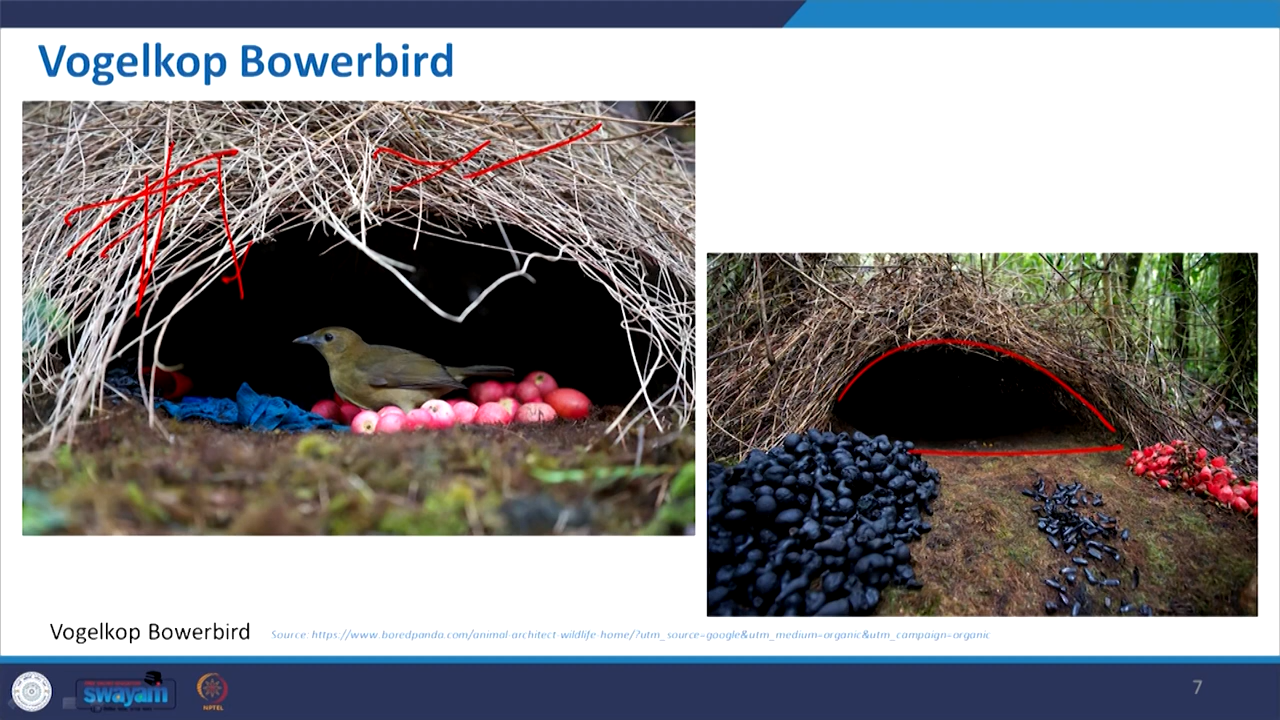 Vogelkop Bowerbird
Vogelkop Bowerbird
Source: https://www.boredpanda.com/animal-architect-wildlife-home/?utm_source=google&utm_medium=organic&utm_campaign=organic
swayam
NPTEL
7